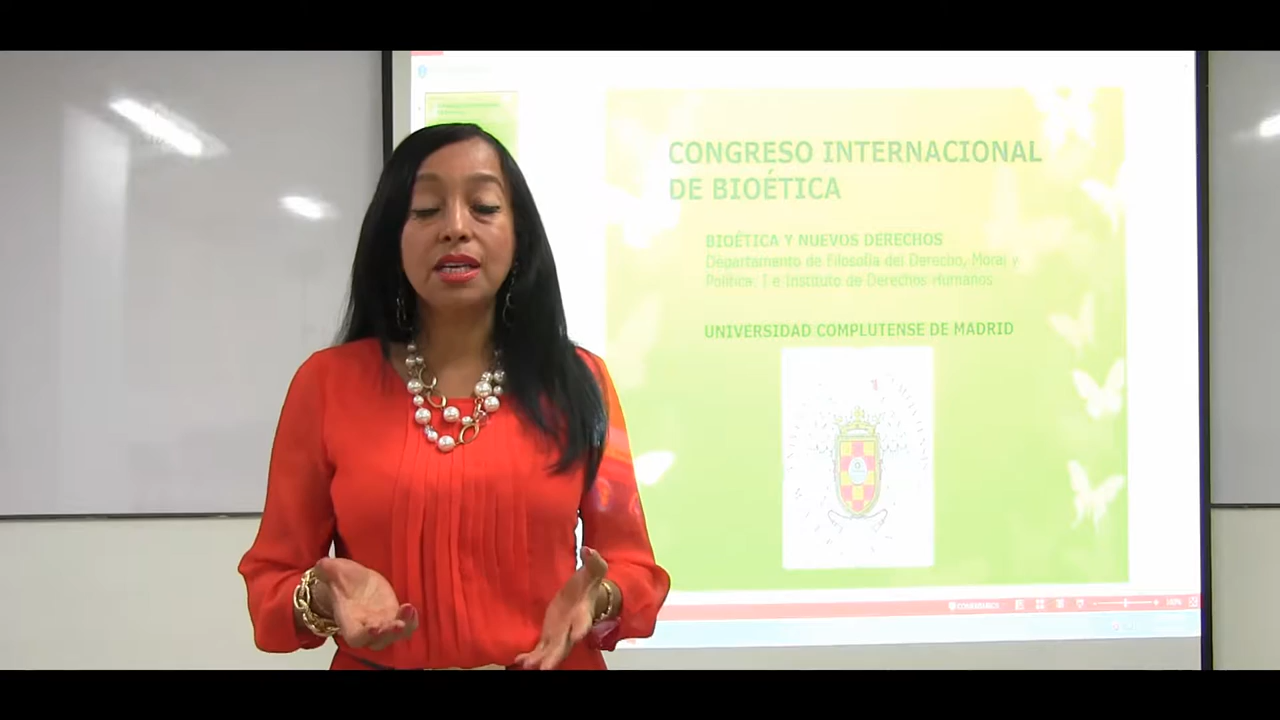 CONGRESO INTERNACIONAL
DE BIOÉTICA
BIOÉTICA Y NUEVOS DERECHOS
Departamento de Filosofía del Derecho, Moral y
Política. I e Instituto de Derechos Humanos
UNIVERSIDAD COMPLUTENSE DE MADRID